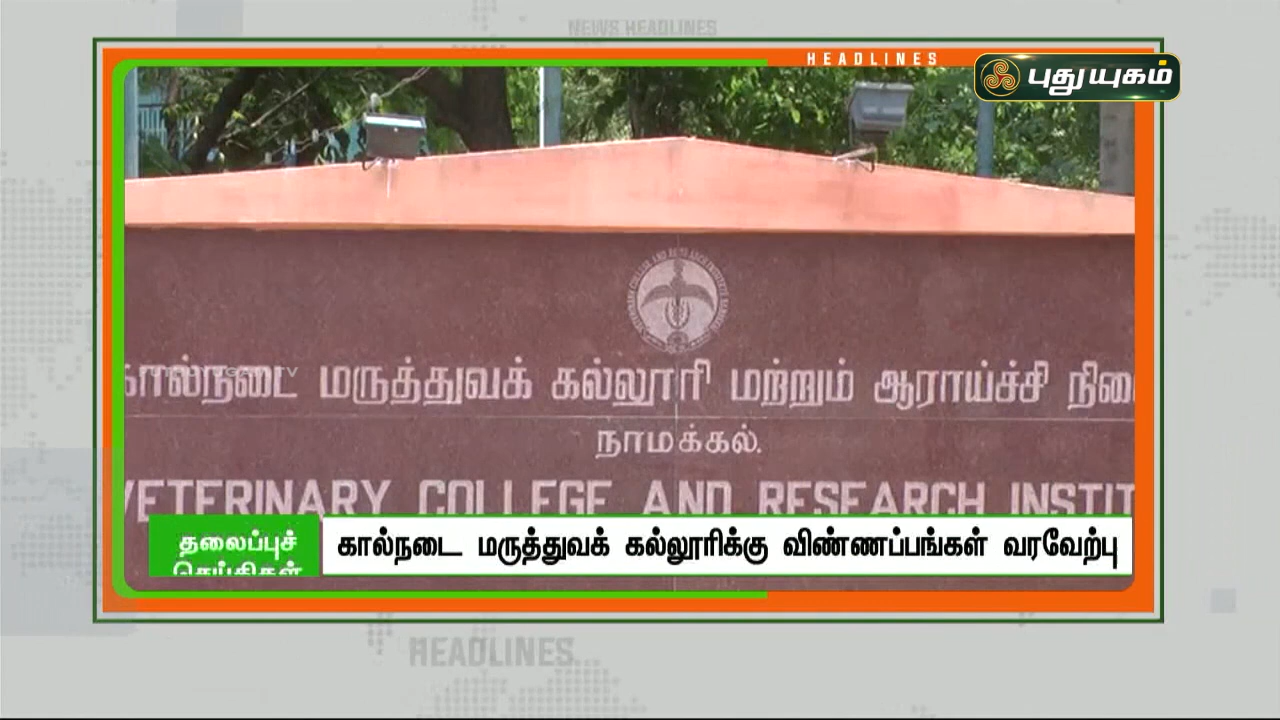 NEWS HEADLINES
HEADLINES
புதுயுகம்
கால்நடை மருத்துவக் கல்லூரி மற்றும் ஆராய்ச்சி
நாமக்கல்.
VETERINARY COLLEGE AND RESEARCH INSTIT
தலைப்புச்
செய்திகள்
கால்நடை மருத்துவக் கல்லூரிக்கு விண்ணப்பங்கள் வரவேற்பு
HEADLINES